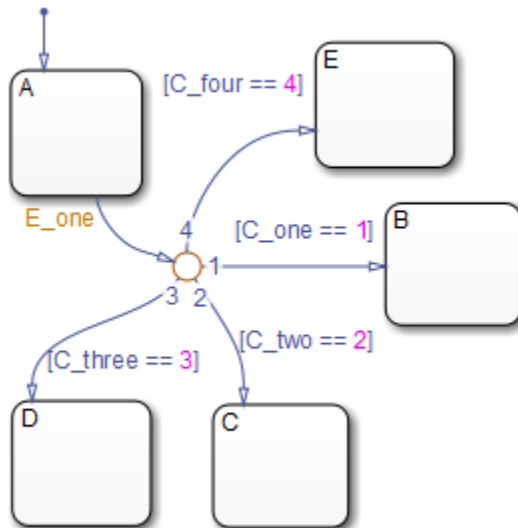 A
E
[C_four == 4]
E_one
B
[C_one == 1]
4
1
3
2
[C_two == 2]
[C_three == 3]
D
C